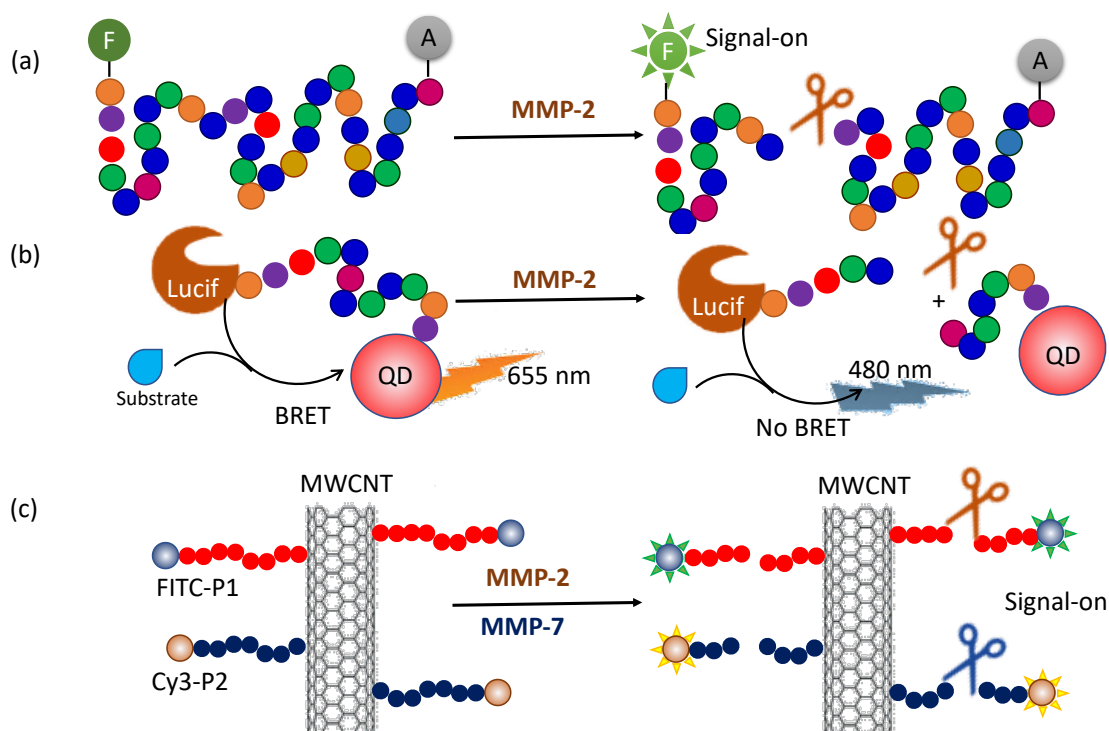 (a)
F
A
MMP-2
F
Signal-on
A
(b)
Lucif
QD
655 nm
Substrate
BRET
MMP-2
Lucif
+
QD
480 nm
No BRET
(c)
MWCNT
FITC-P1
Cy3-P2
MMP-2
MMP-7
MWCNT
Signal-on